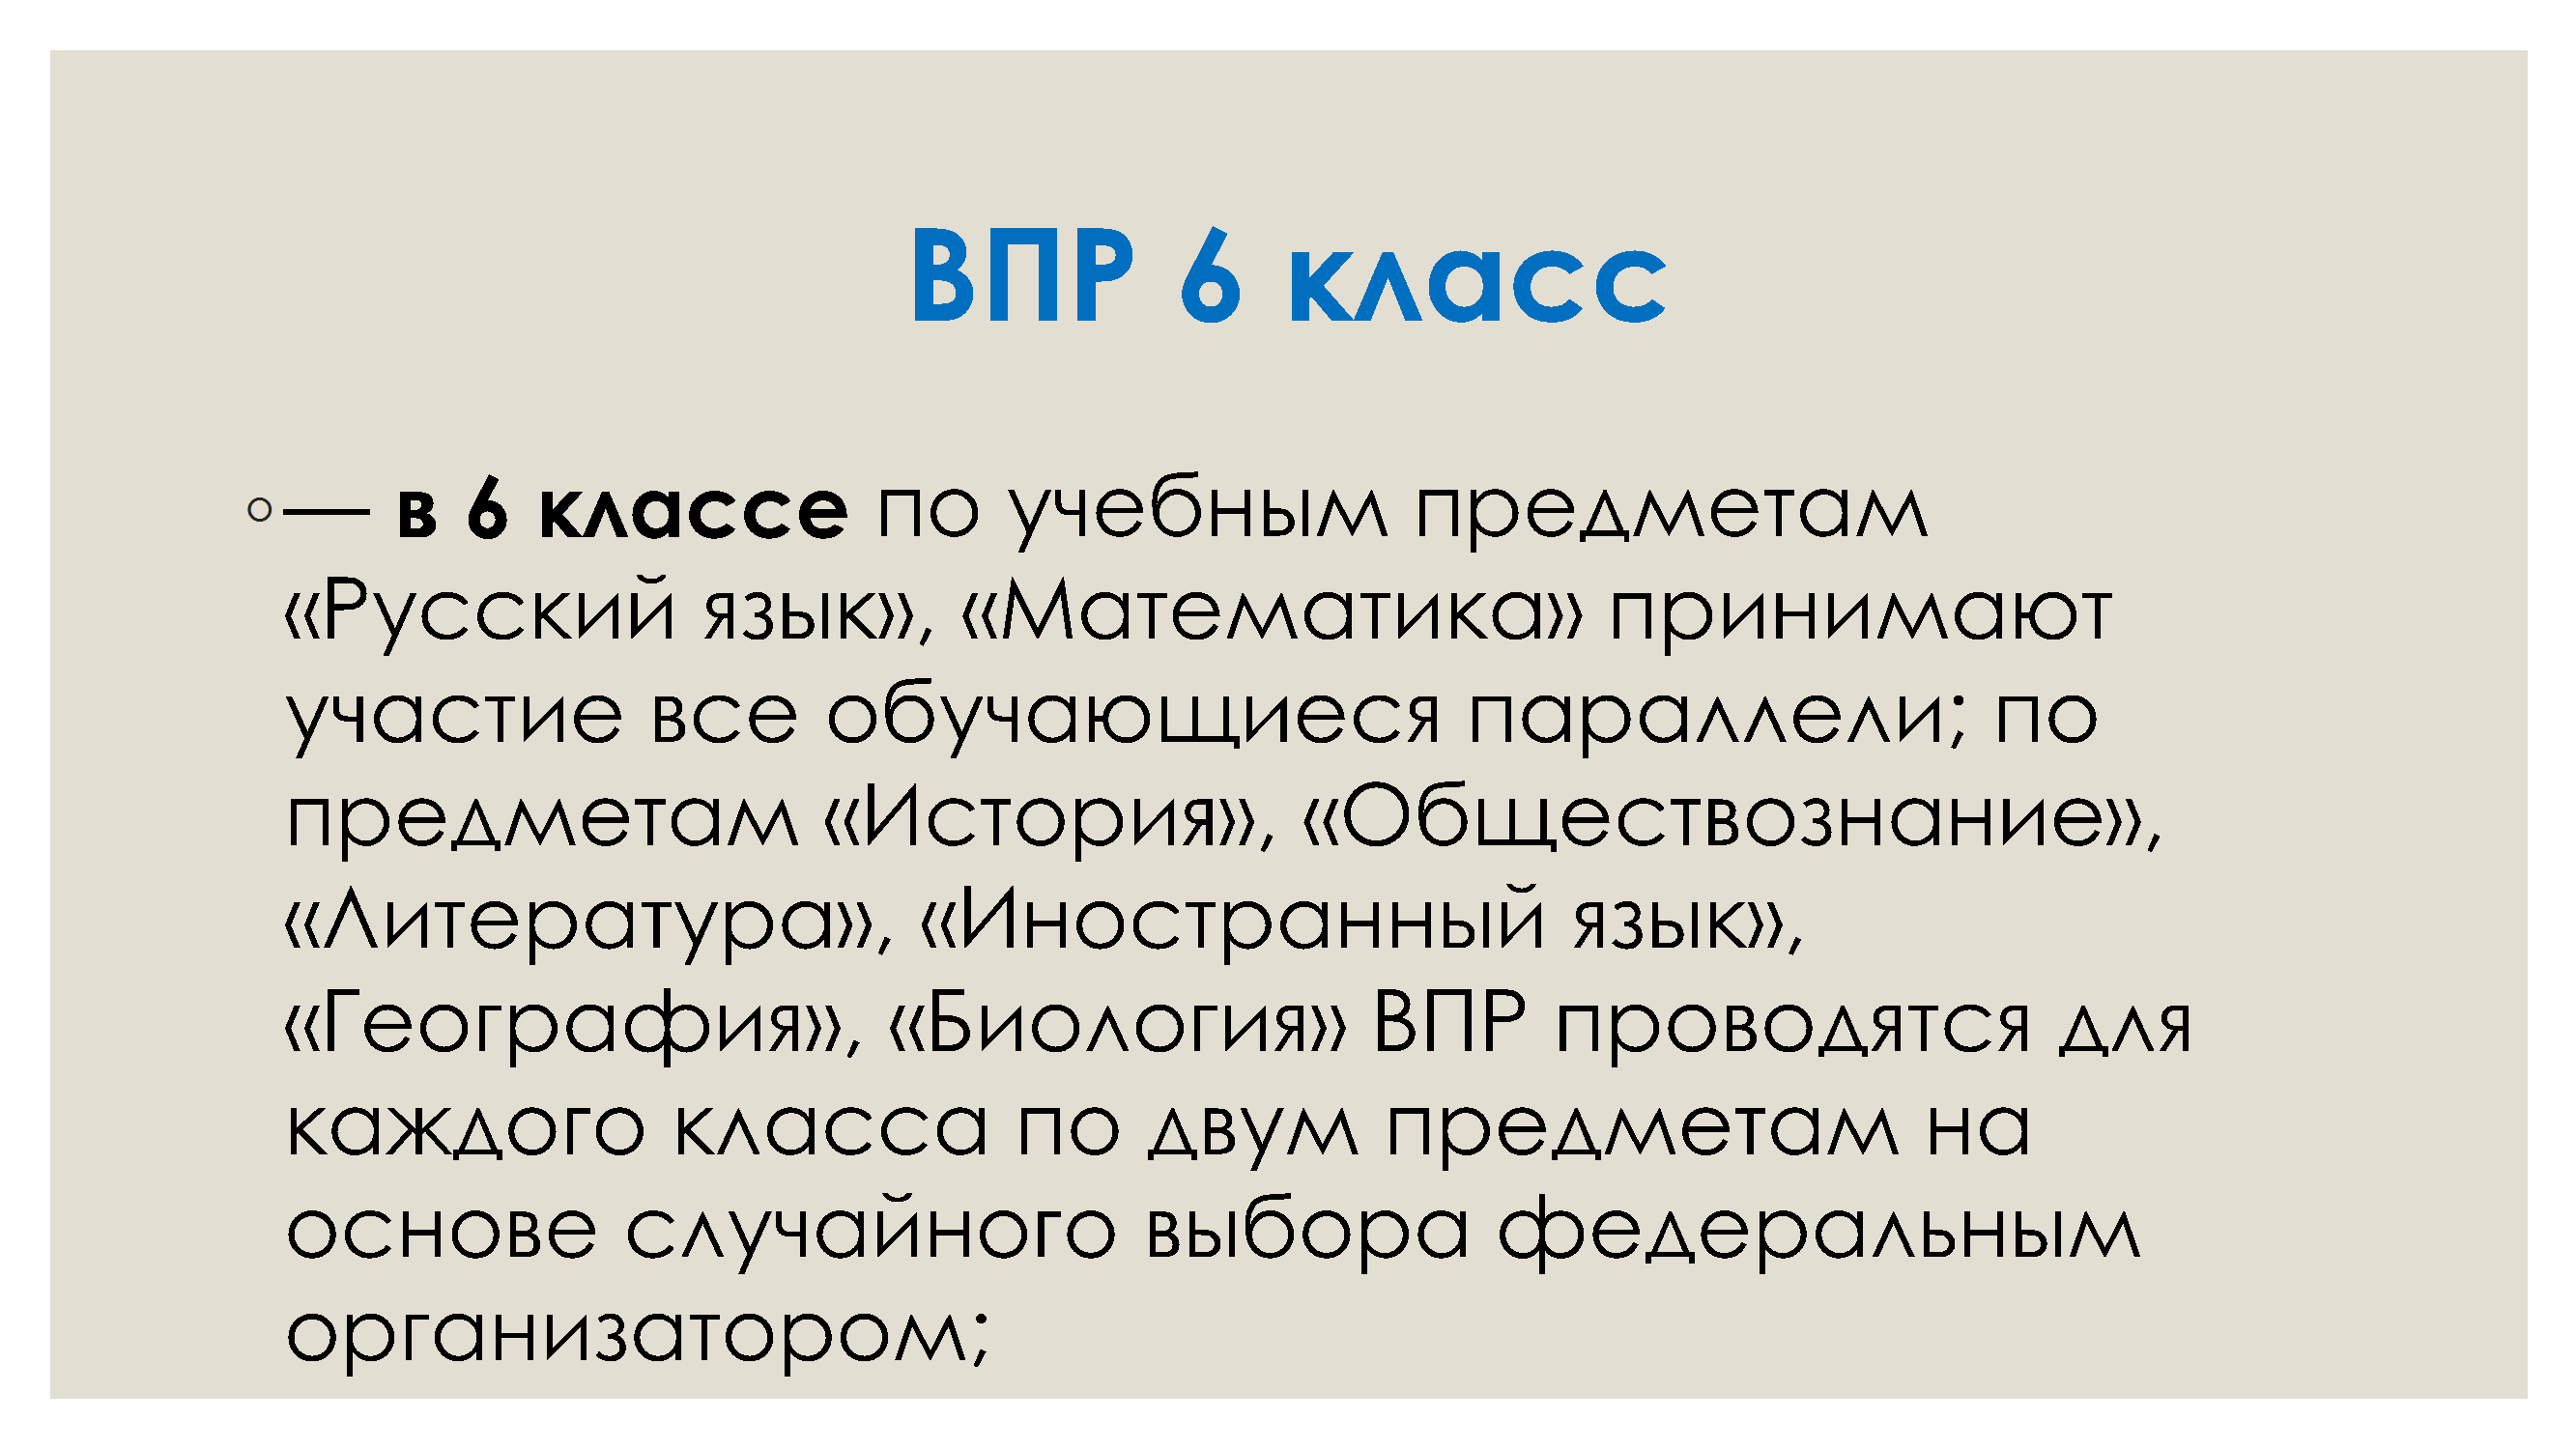 ВПР 6 класс
◦— в 6 классе по учебным предметам
«Русский язык», «Математика» принимают
участие все обучающиеся параллели; по
предметам «История», «Обществознание»,
«Литература», «Иностранный язык»,
«География», «Биология» ВПР проводятся для
каждого класса по двум предметам на
основе случайного выбора федеральным
организатором;